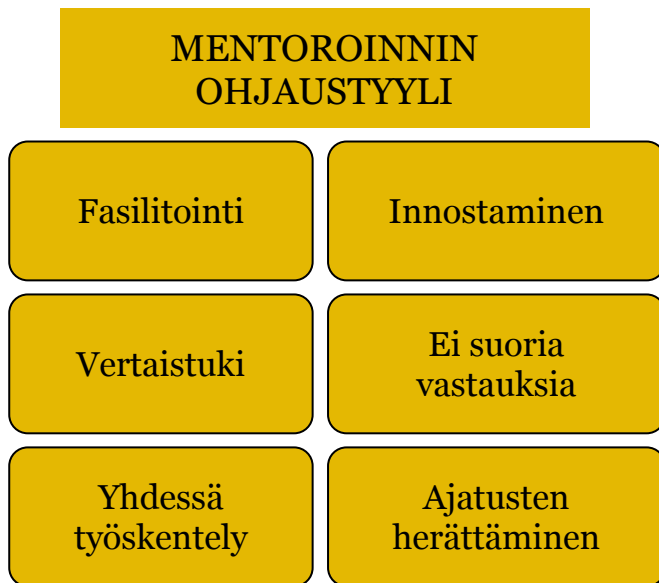 MENTOROINNIN
OHJAUSTYYLI
Fasilitointi
Innostaminen
Vertaistuki
Ei suoria
vastauksia
Yhdessä
työskentely
Ajatusten
herättäminen